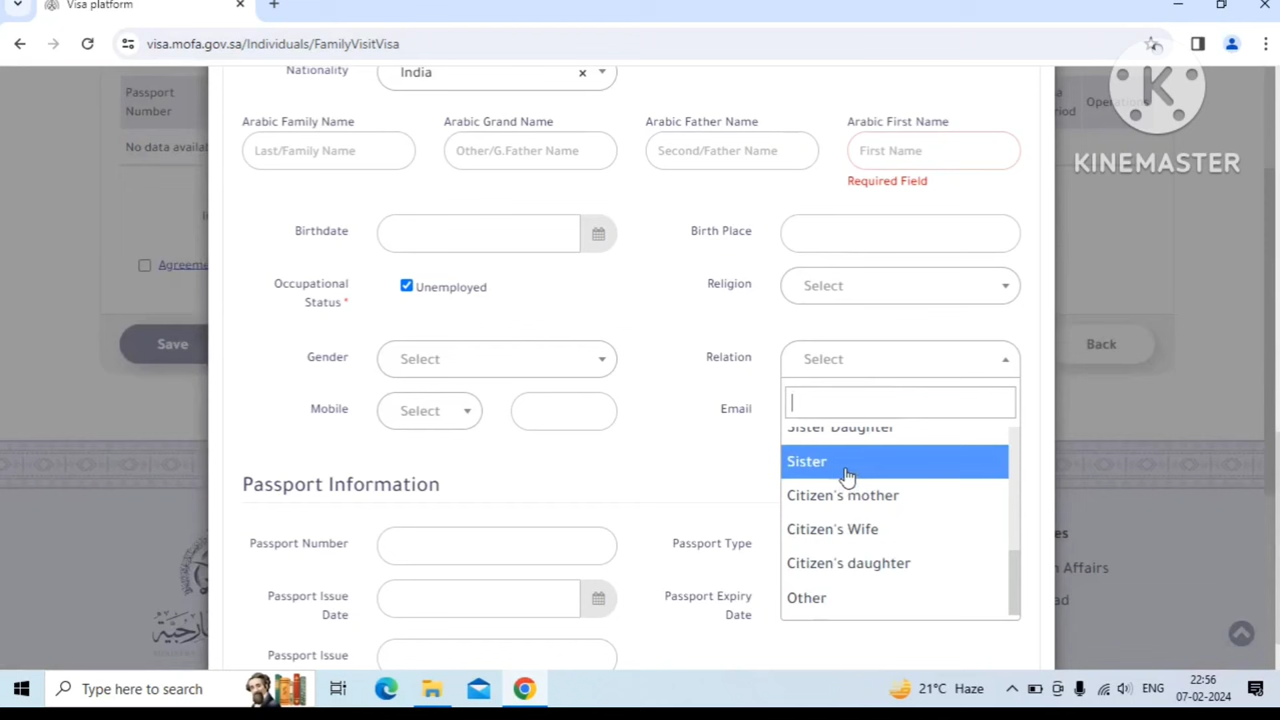 Visa platform
visa.mofa.gov.sa/Individuals/FamilyVisitVisa
Nationality
India
Passport
Number
Operation
KINEMASTER
Arabic Family Name
Arabic Grand Name
Arabic Father Name
Arabic First Name
Last/Family Name
Other/G.Father Name
Second/Father Name
First Name
Required Field
No data availa
Birthdate
Birth Place
Agreeme
Occupational
Status *
Unemployed
Religion
Select
Save
Back
Gender
Select
Relation
Select
Mobile
Select
Email
Sister Daughter
Sister
Citizen's mother
Citizen's Wife
Citizen's daughter
Other
Passport Information
Passport Number
Passport Type
Passport Issue
Date
Passport Expiry
Date
Passport Issue
Type here to search
21°C Haze
ENG
22:56
07-02-2024